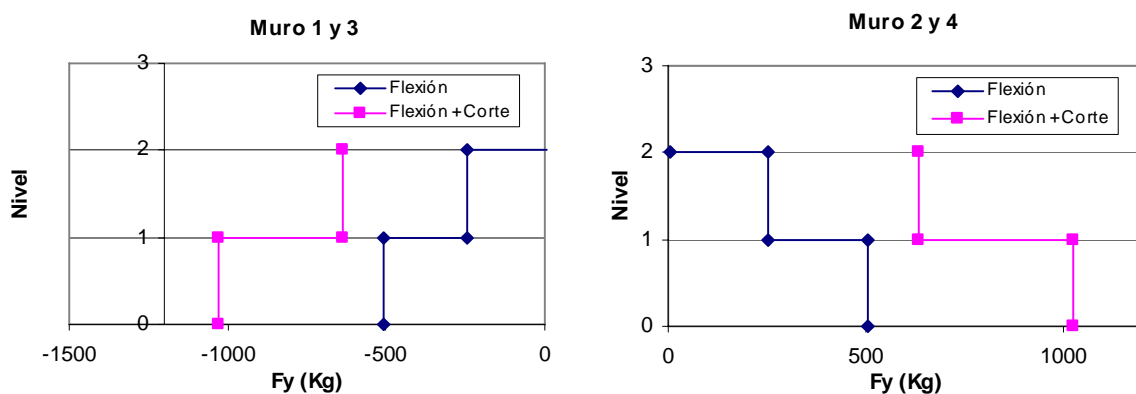 Muro 1 y 3
3
2
1
0
Nivel
Flexión
Flexión +Corte
-1500
-1000
-500
0
Fy (Kg)
Muro 2 y 4
3
2
1
0
Nivel
Flexión
Flexión +Corte
0
500
1000
Fy (Kg)